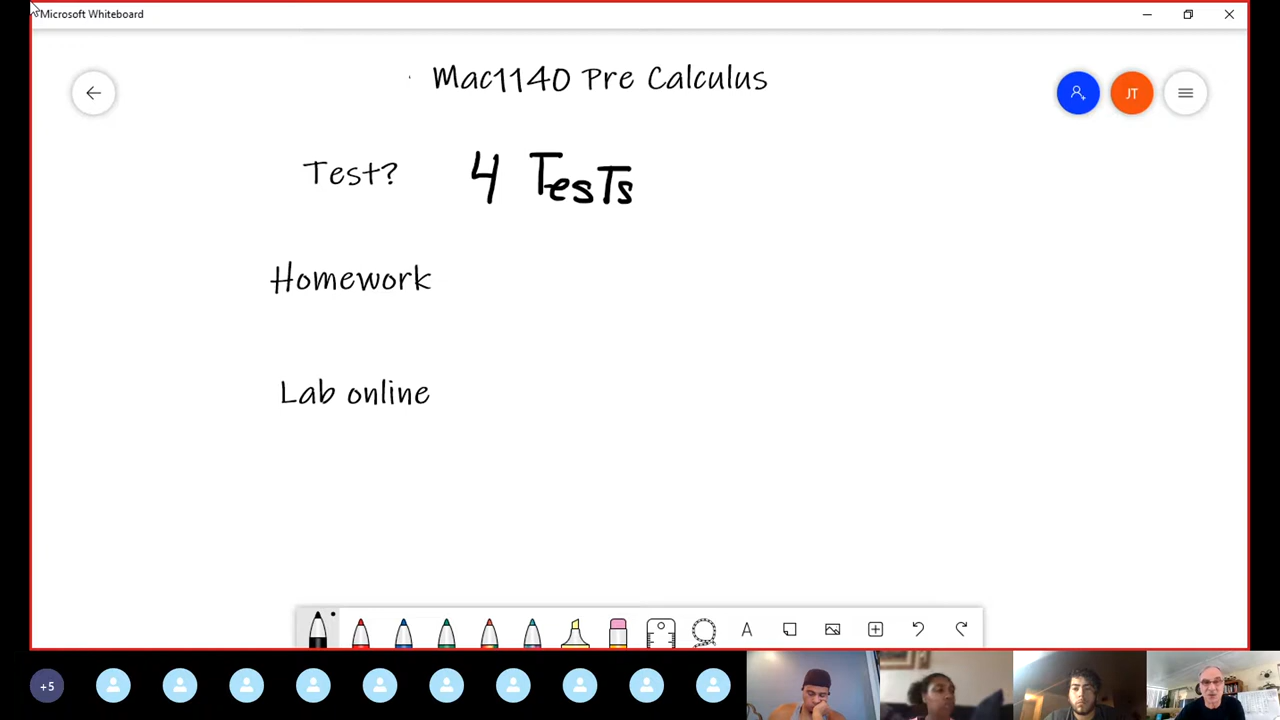 Microsoft Whiteboard
Mac1140 Pre Calculus
JT
Test? 4 Tests
Homework
Lab online
A
+5